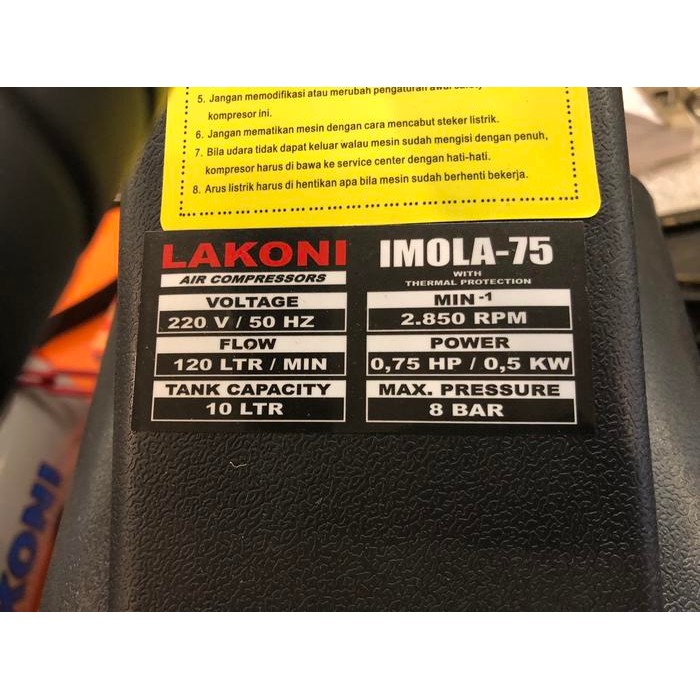 5. Jangan memodifikasi atau merubah pengaturan awal safety
kompresor ini.
6. Jangan mematikan mesin dengan cara mencabut steker listrik.
7. Bila udara tidak dapat keluar walau mesin sudah mengisi dengan penuh,
kompresor harus di bawa ke service center dengan hati-hati.
8. Arus listrik harus di hentikan apa bila mesin sudah berhenti bekerja.
LAKONI
AIR COMPRESSORS
VOLTAGE
220 V / 50 HZ
FLOW
120 LTR / MIN
TANK CAPACITY
10 LTR
IMOLA-75
WITH
THERMAL PROTECTION
MIN -1
2.850 RPM
POWER
0,75 HP / 0,5 KW
MAX. PRESSURE
8 BAR
KONI